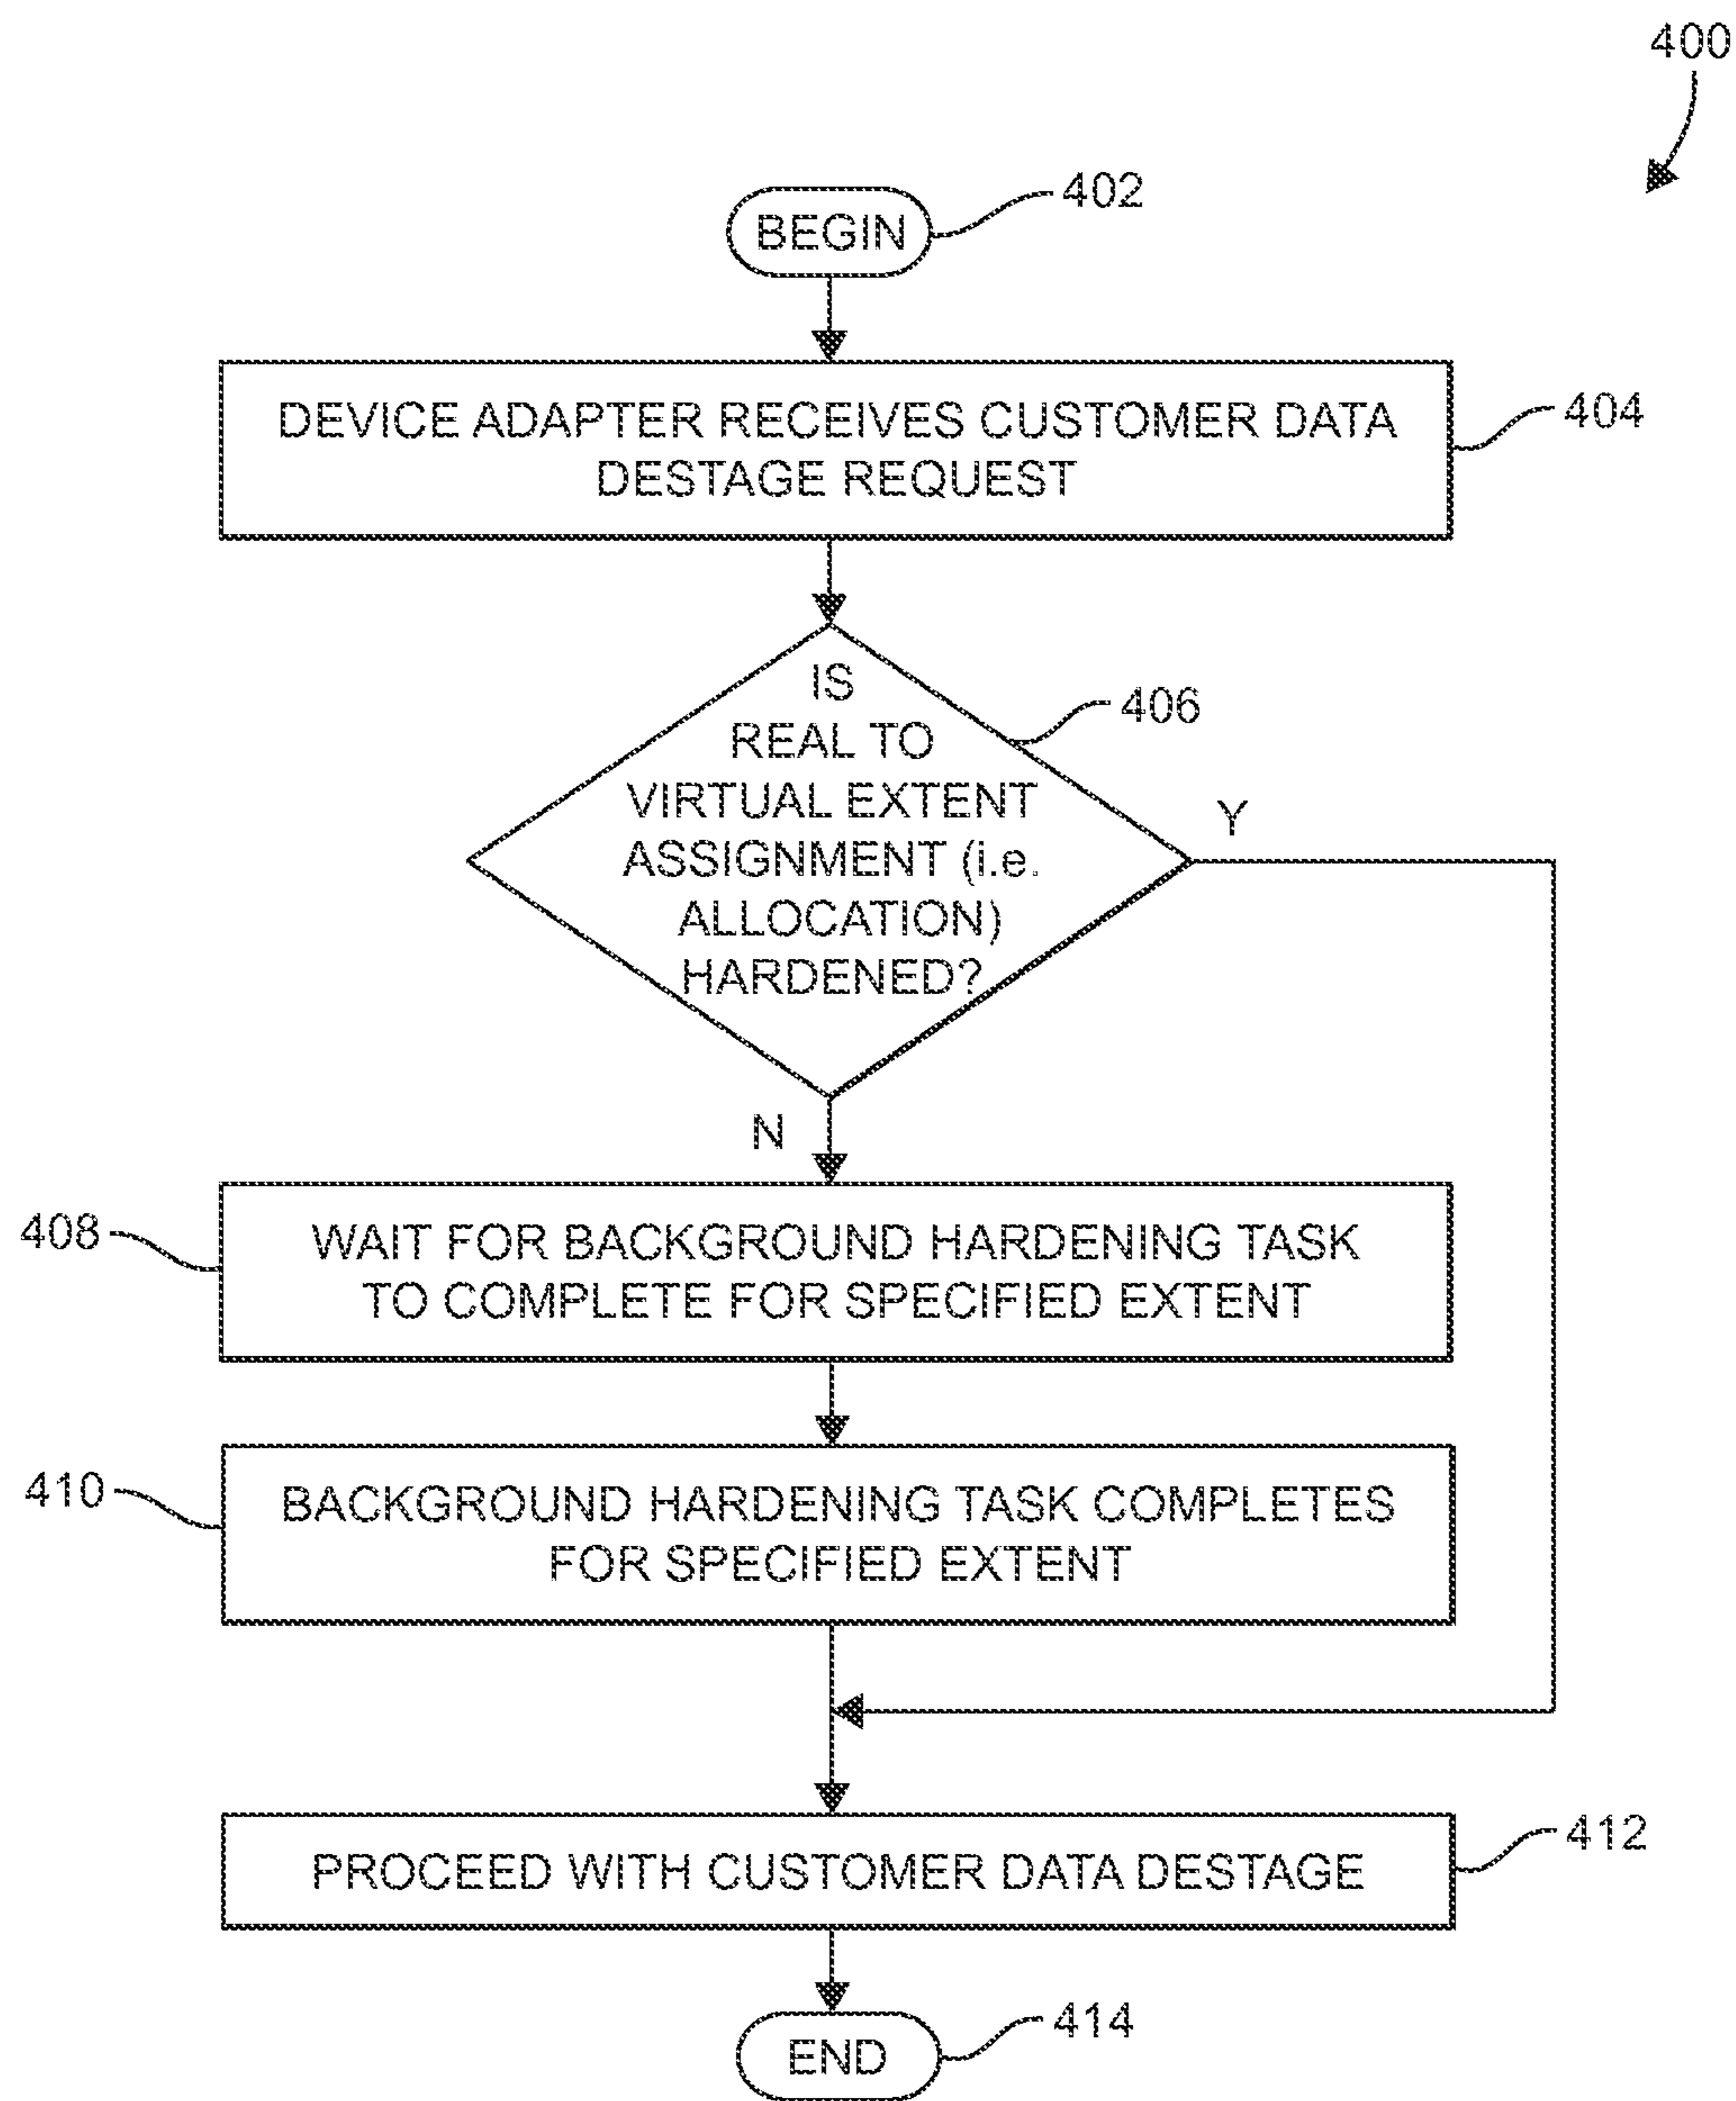 400
BEGIN
402
DEVICE ADAPTER RECEIVES CUSTOMER DATA
DESTAGE REQUEST
404
IS
REAL TO
VIRTUAL EXTENT
ASSIGNMENT (i.e.
ALLOCATION)
HARDENED?
406
Y
N
408
WAIT FOR BACKGROUND HARDENING TASK
TO COMPLETE FOR SPECIFIED EXTENT
410
BACKGROUND HARDENING TASK COMPLETES
FOR SPECIFIED EXTENT
PROCEED WITH CUSTOMER DATA DESTAGE
412
END
414